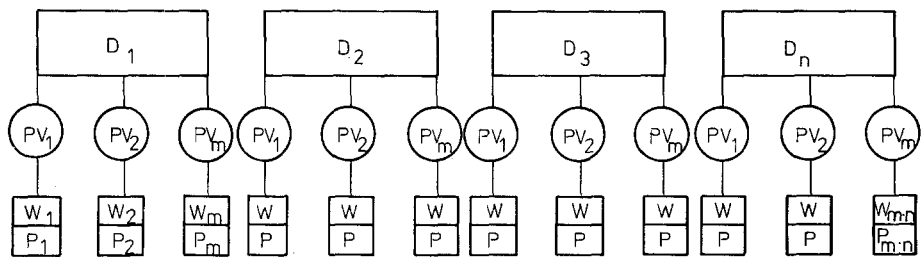 D1 D2 D3 Dn
PV1 PV2 PVm PV1 PV2 PVm PV1 PV2 PVm PV1 PV2 PVm
W1 W2 Wm W W W W W W W W Wm·n
P1 P2 Pm P P P P P P P P Pm·n